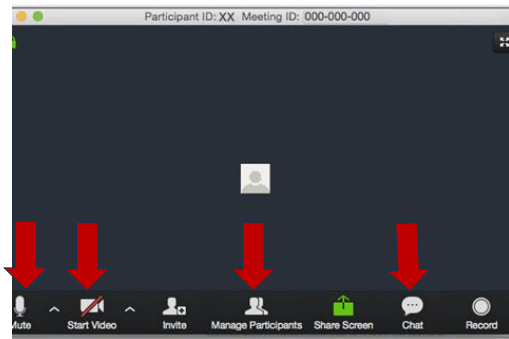 Participant ID: XX Meeting ID: 000-000-000
Mute Start Video Invite Manage Participants Share Screen Chat Record